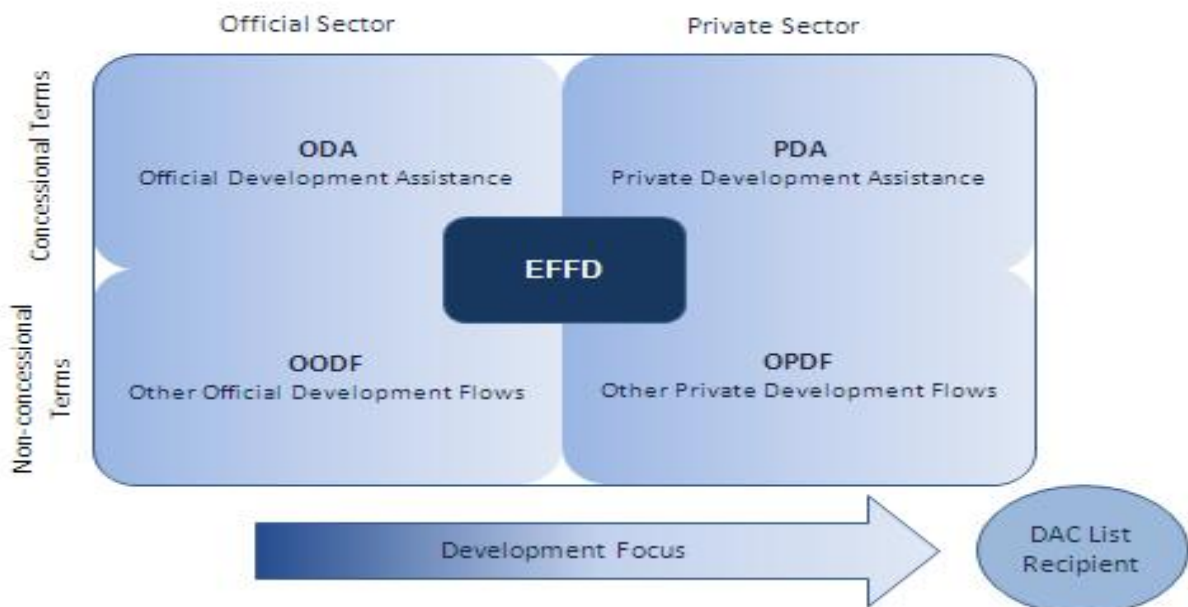 Official Sector
Private Sector
Concessional Terms
ODA
Official Development Assistance
PDA
Private Development Assistance
EFFD
Non-concessional
Terms
OODF
Other Official Development Flows
OPDF
Other Private Development Flows
Development Focus
DAC List
Recipient